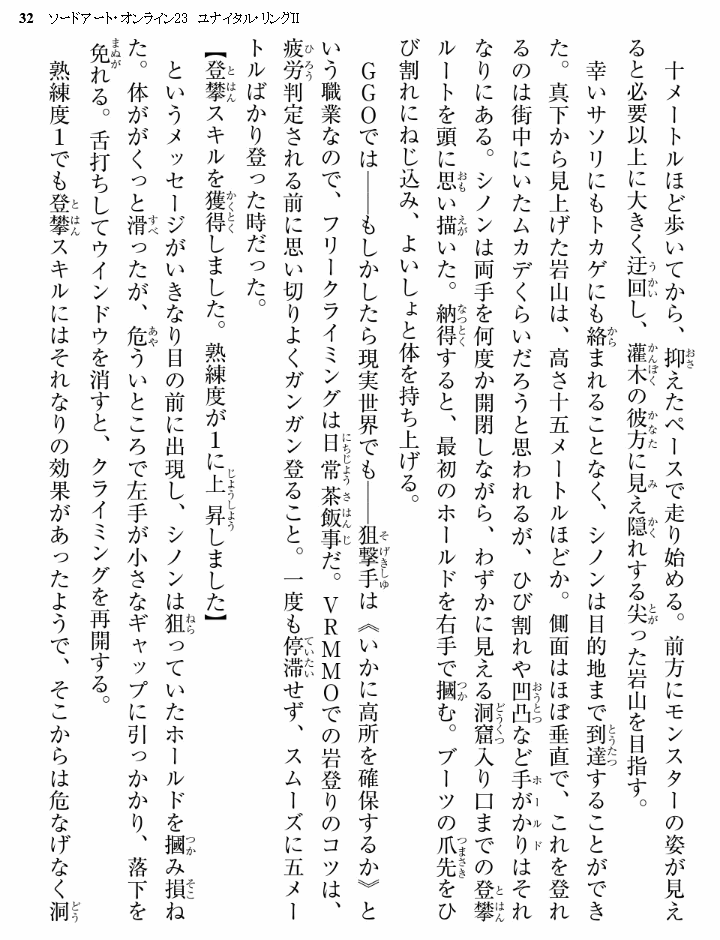 32 ソードアート・オンライン23 ユナイタル・リングⅡ
　十メートルほど歩いてから、抑えたペースで走り始める。前方にモンスターの姿が見え
ると必要以上に大きく迂回し、灌木の彼方に見え隠れする尖った岩山を目指す。
　幸いサソリにもトカゲにも絡まれることなく、シノンは目的地まで到達することができ
た。真下から見上げた岩山は、高さ十五メートルほどか。側面はほぼ垂直で、これを登れ
るのは街中にいたムカデくらいだろうと思われるが、ひび割れや凹凸など手がかりはそれ
なりにある。シノンは両手を何度か開閉しながら、わずかに見える洞窟入り口までの登攀
ルートを頭に思い描いた。納得すると、最初のホールドを右手で摑む。ブーツの爪先をひ
び割れにねじ込み、よいしょと体を持ち上げる。
　GGOでは──もしかしたら現実世界でも──狙撃手は《いかに高所を確保するか》と
いう職業なので、フリークライミングは日常茶飯事だ。VRMMOでの岩登りのコツは、
疲労判定される前に思い切りよくガンガン登ること。一度も停滞せず、スムーズに五メー
トルばかり登った時だった。
【登攀スキルを獲得しました。熟練度が1に上昇しました】
　というメッセージがいきなり目の前に出現し、シノンは狙っていたホールドを摑み損ね
た。体ががくっと滑ったが、危ういところで左手が小さなギャップに引っかかり、落下を
免れる。舌打ちしてウインドウを消すと、クライミングを再開する。
　熟練度1でも登攀スキルにはそれなりの効果があったようで、そこからは危なげなく洞